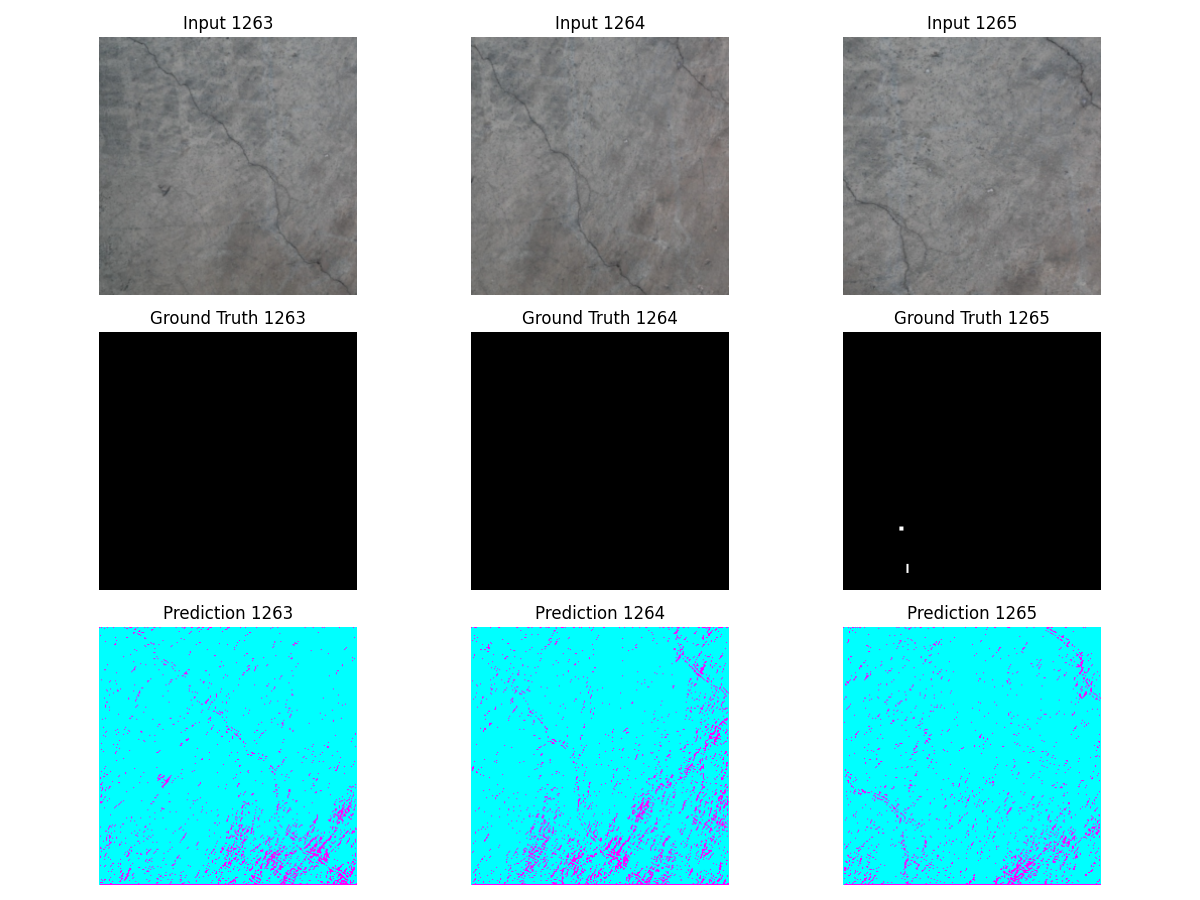 Input 1263
Input 1264
Input 1265
Ground Truth 1263
Ground Truth 1264
Ground Truth 1265
Prediction 1263
Prediction 1264
Prediction 1265